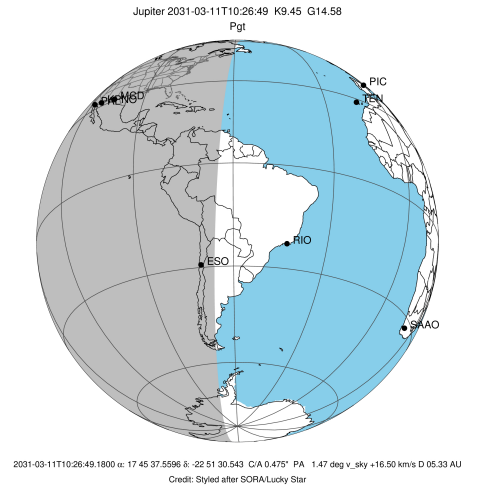 Jupiter 2031-03-11T10:26:49 K9.45 G14.58
Pgt
PIC
TEN
MCD
RIO
ESO
SAAO
2031-03-11T10:26:49.1800 α: 17 45 37.5596 δ: -22 51 30.543 C/A 0.475" PA 1.47 deg v_sky +16.50 km/s D 05.33 AU
Credit: Styled after SORA/Lucky Star